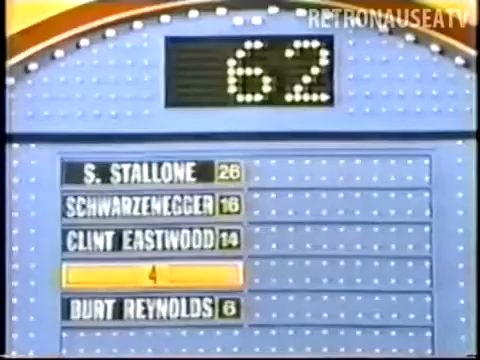 RETRONAUSEATV
62
S. STALLONE 26
SCHWARZENEGGER 16
CLINT EASTWOOD 14
4
BURT REYNOLDS 6